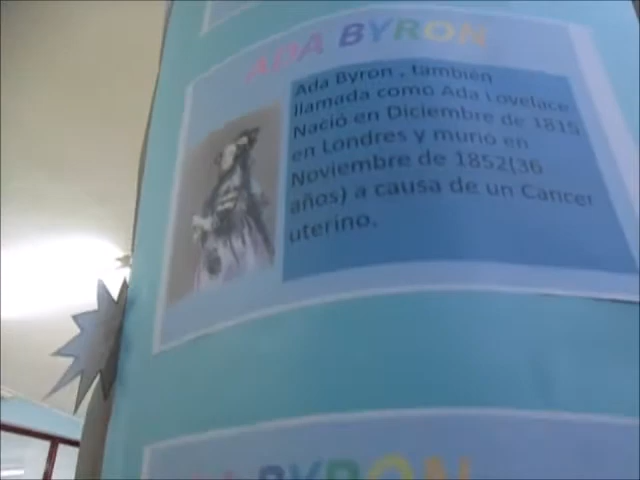 ADA BYRON
Ada Byron , también
llamada como Ada Lovelace
Nació en Diciembre de 1815
en Londres y murió en
Noviembre de 1852(36
años) a causa de un Cancer
uterino.
BYRON